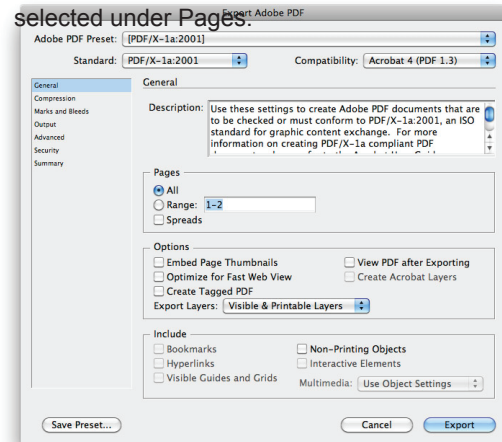 selected under Pages.
Export Adobe PDF
Adobe PDF Preset: [PDF/X-1a:2001]
Standard: PDF/X-1a:2001 Compatibility: Acrobat 4 (PDF 1.3)
General
Compression
Marks and Bleeds
Output
Advanced
Security
Summary
General
Description: Use these settings to create Adobe PDF documents that are
to be checked or must conform to PDF/X-1a:2001, an ISO
standard for graphic content exchange. For more
information on creating PDF/X-1a compliant PDF
Pages
All
Range: 1-2
Spreads
Options
Embed Page Thumbnails View PDF after Exporting
Optimize for Fast Web View Create Acrobat Layers
Create Tagged PDF
Export Layers: Visible & Printable Layers
Include
Bookmarks Non-Printing Objects
Hyperlinks Interactive Elements
Visible Guides and Grids Multimedia: Use Object Settings
Save Preset... Cancel Export